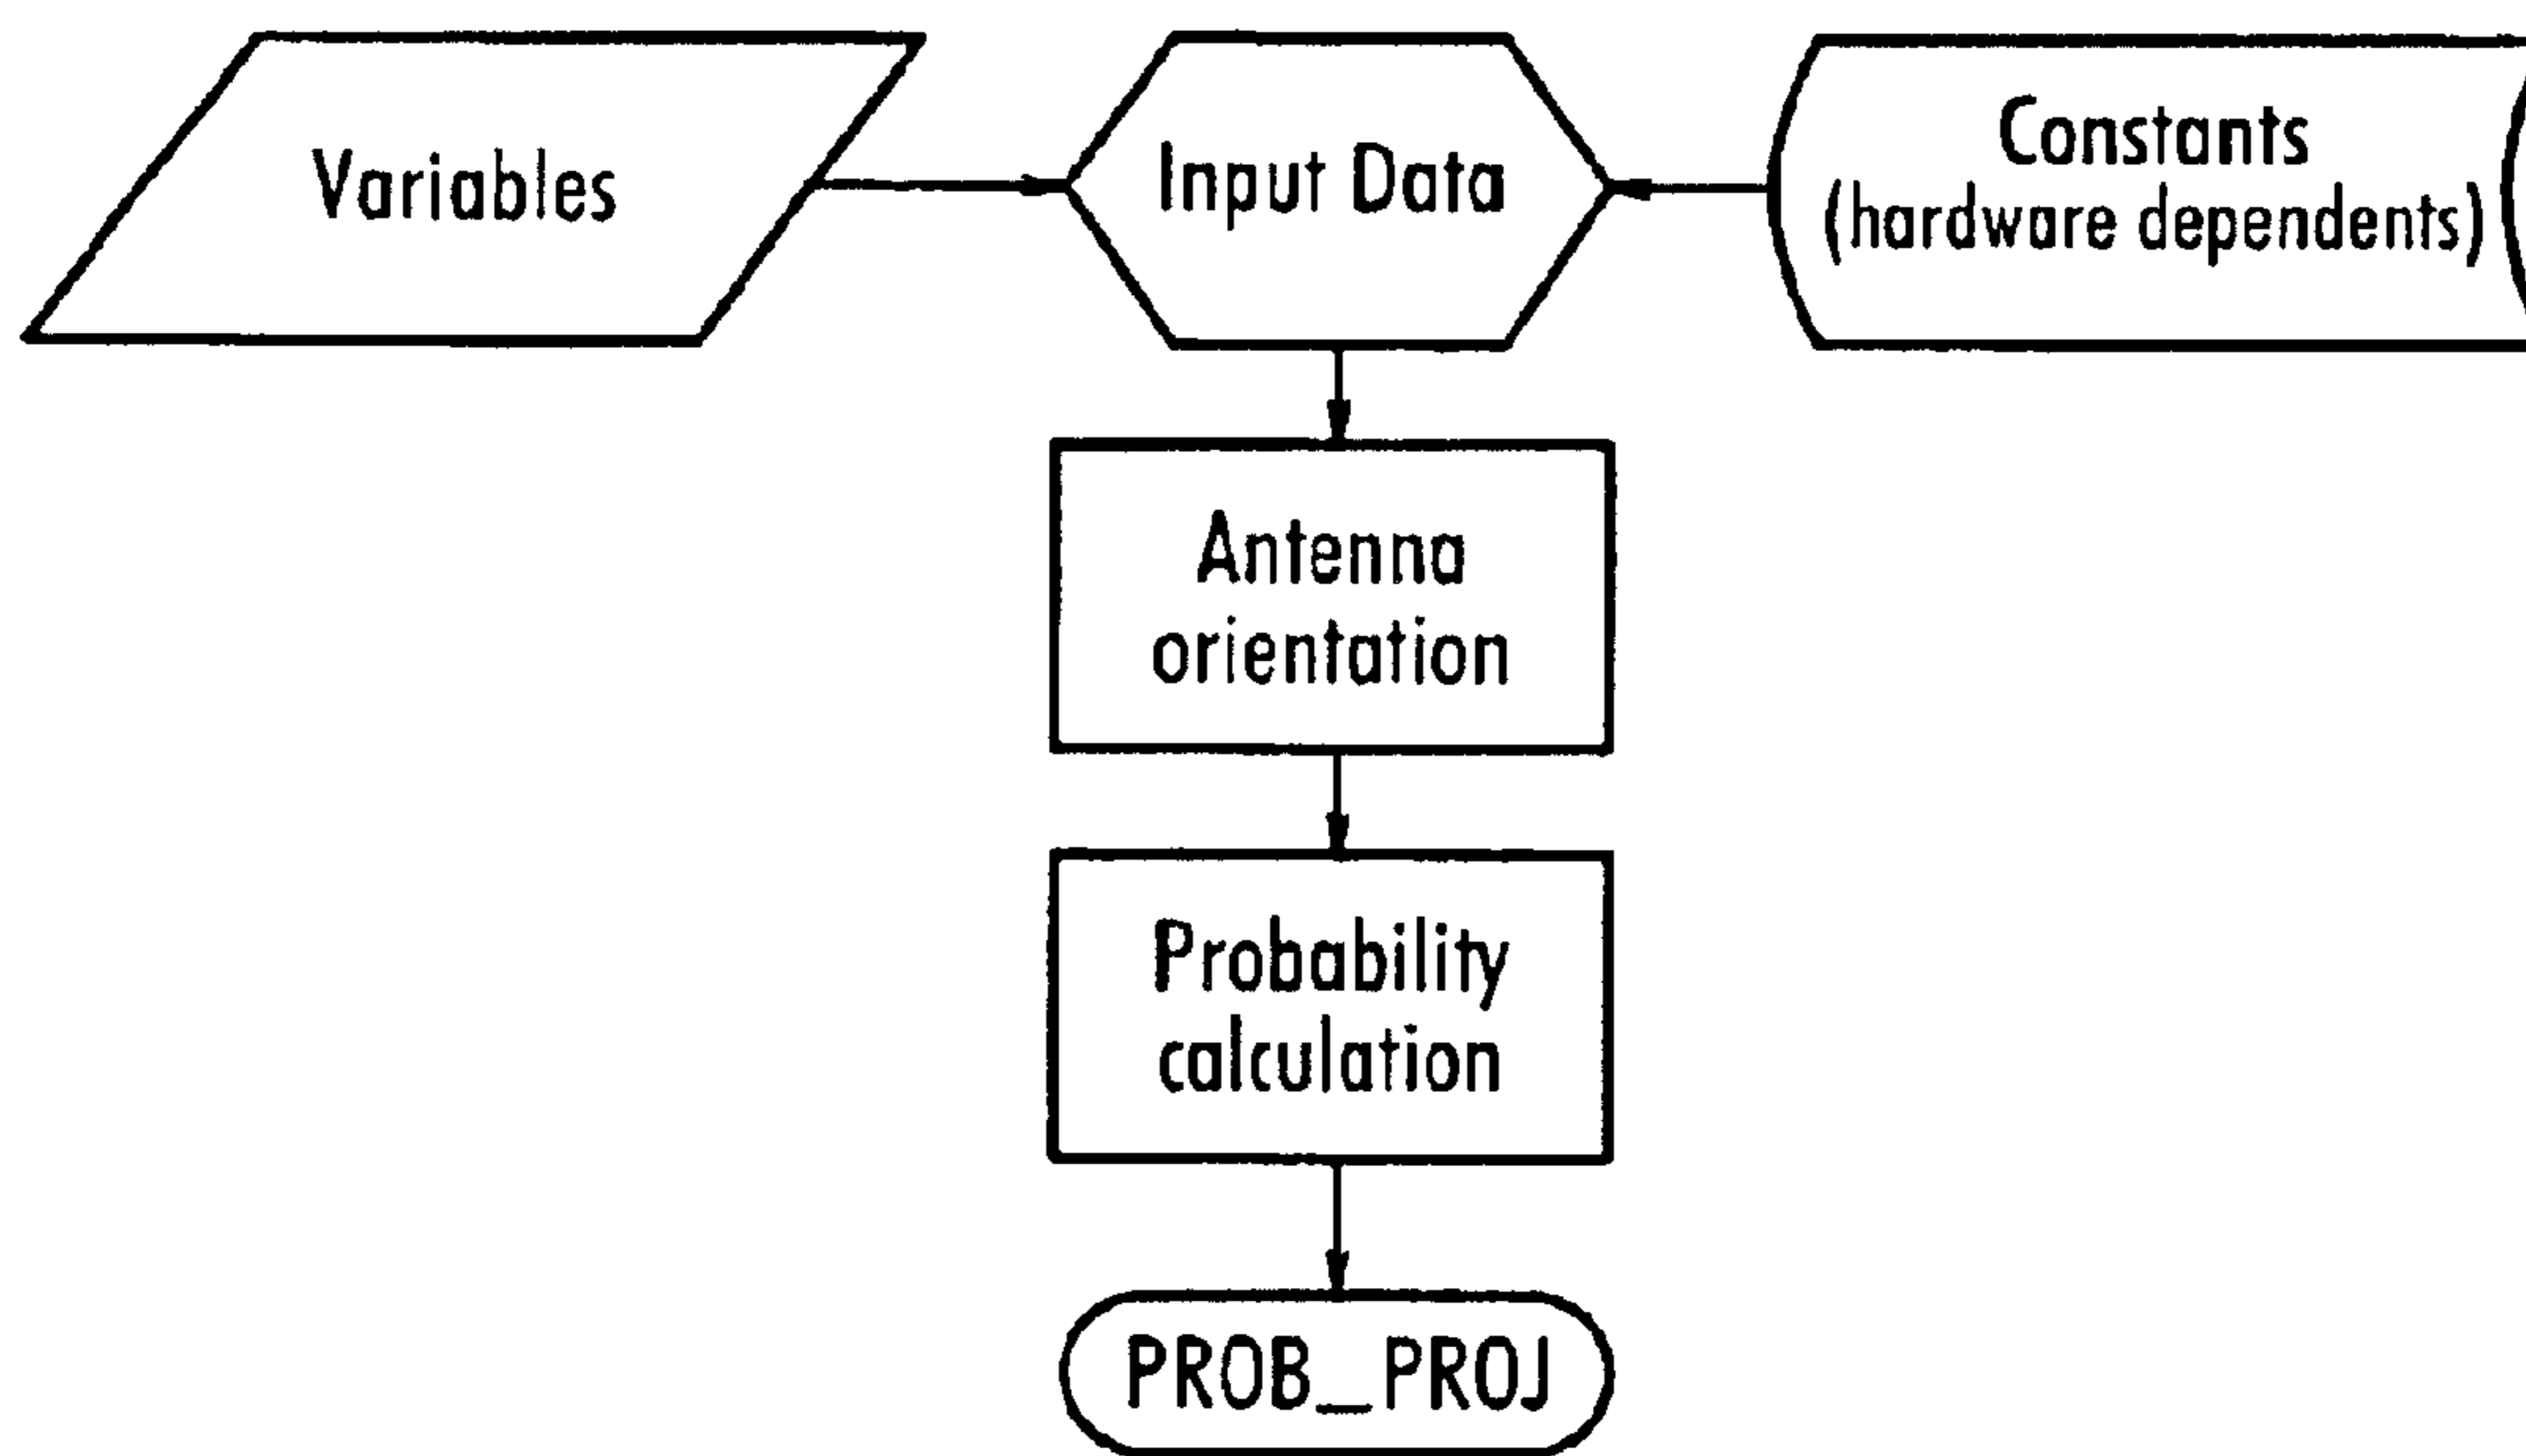 Variables
Input Data
Constants
(hardware dependents)
Antenna
orientation
Probability
calculation
PROB_PROJ